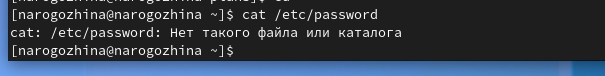 [narogozhina@narogozhina ~]$ cat /etc/password
cat: /etc/password: Нет такого файла или каталога
[narogozhina@narogozhina ~]$